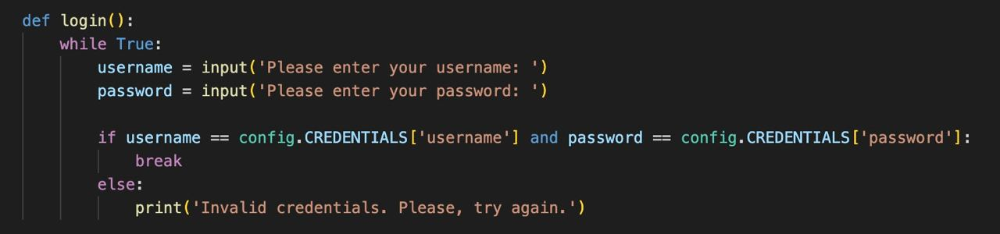 def login():
    while True:
        username = input('Please enter your username: ')
        password = input('Please enter your password: ')

        if username == config.CREDENTIALS['username'] and password == config.CREDENTIALS['password']:
            break
        else:
            print('Invalid credentials. Please, try again.')